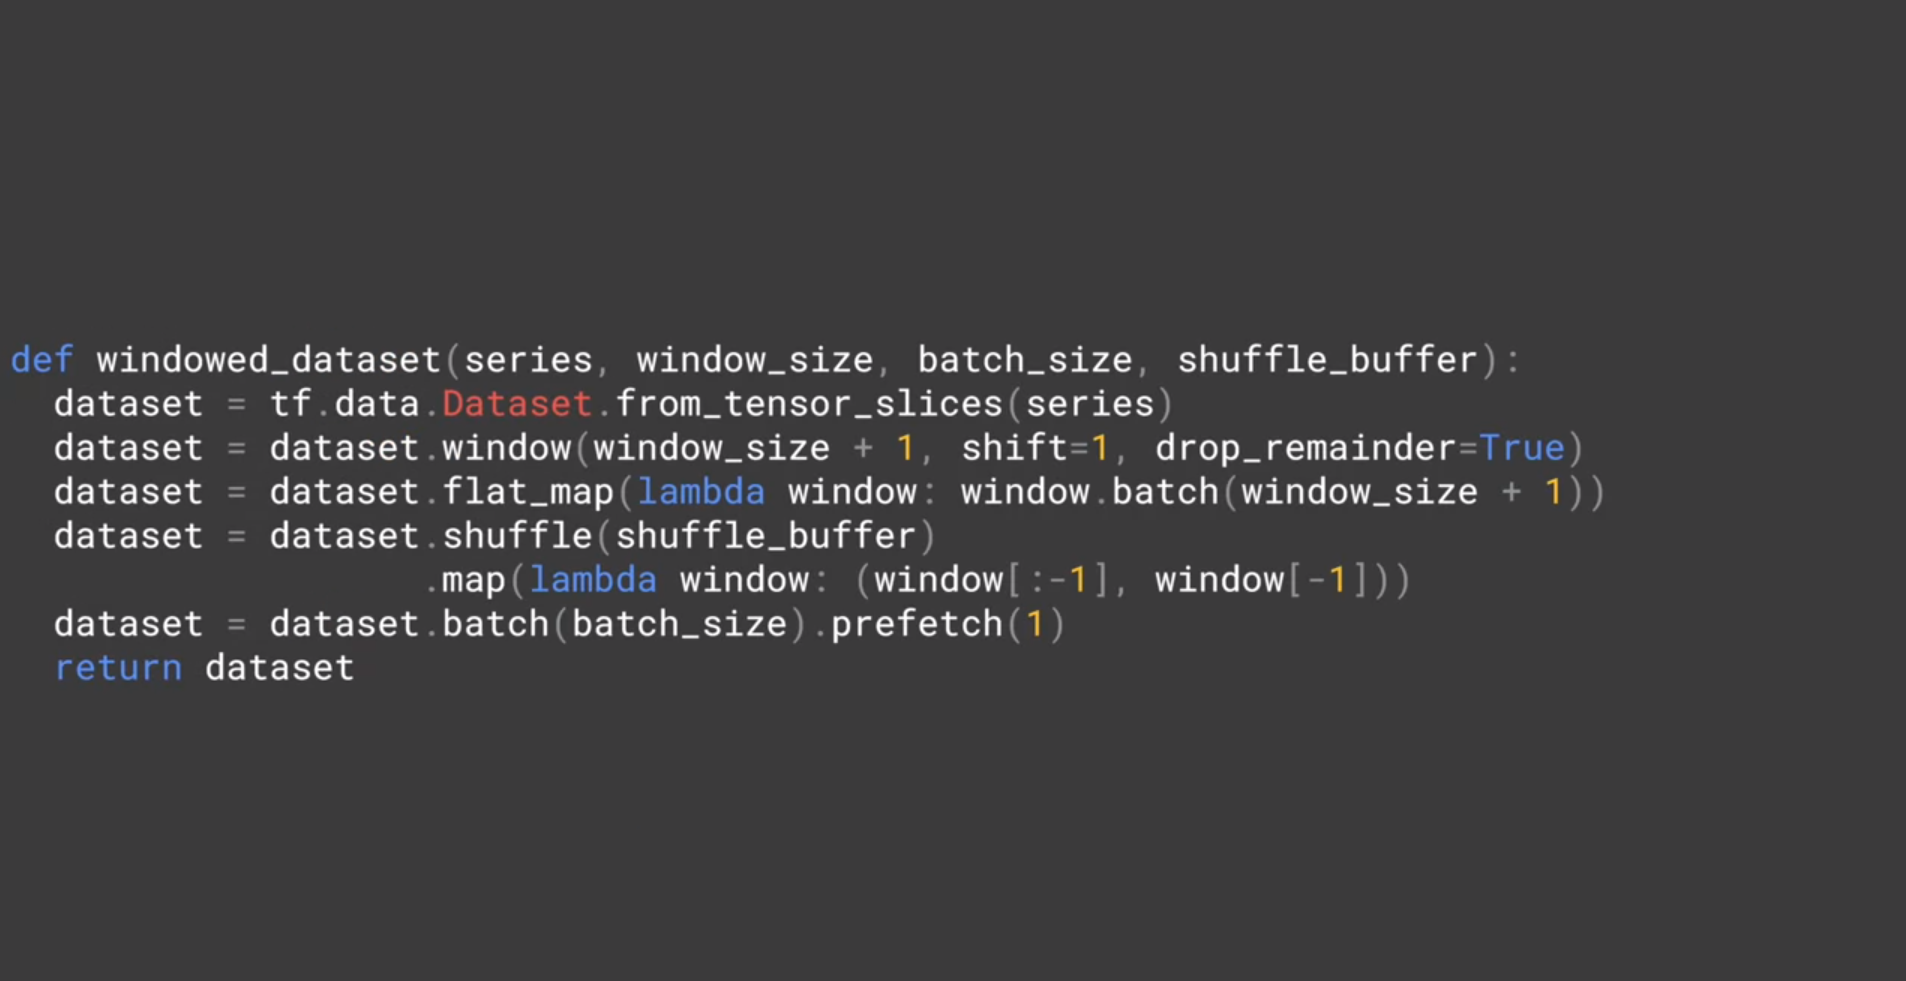 def windowed_dataset(series, window_size, batch_size, shuffle_buffer):
  dataset = tf.data.Dataset.from_tensor_slices(series)
  dataset = dataset.window(window_size + 1, shift=1, drop_remainder=True)
  dataset = dataset.flat_map(lambda window: window.batch(window_size + 1))
  dataset = dataset.shuffle(shuffle_buffer)
                   .map(lambda window: (window[:-1], window[-1]))
  dataset = dataset.batch(batch_size).prefetch(1)
  return dataset